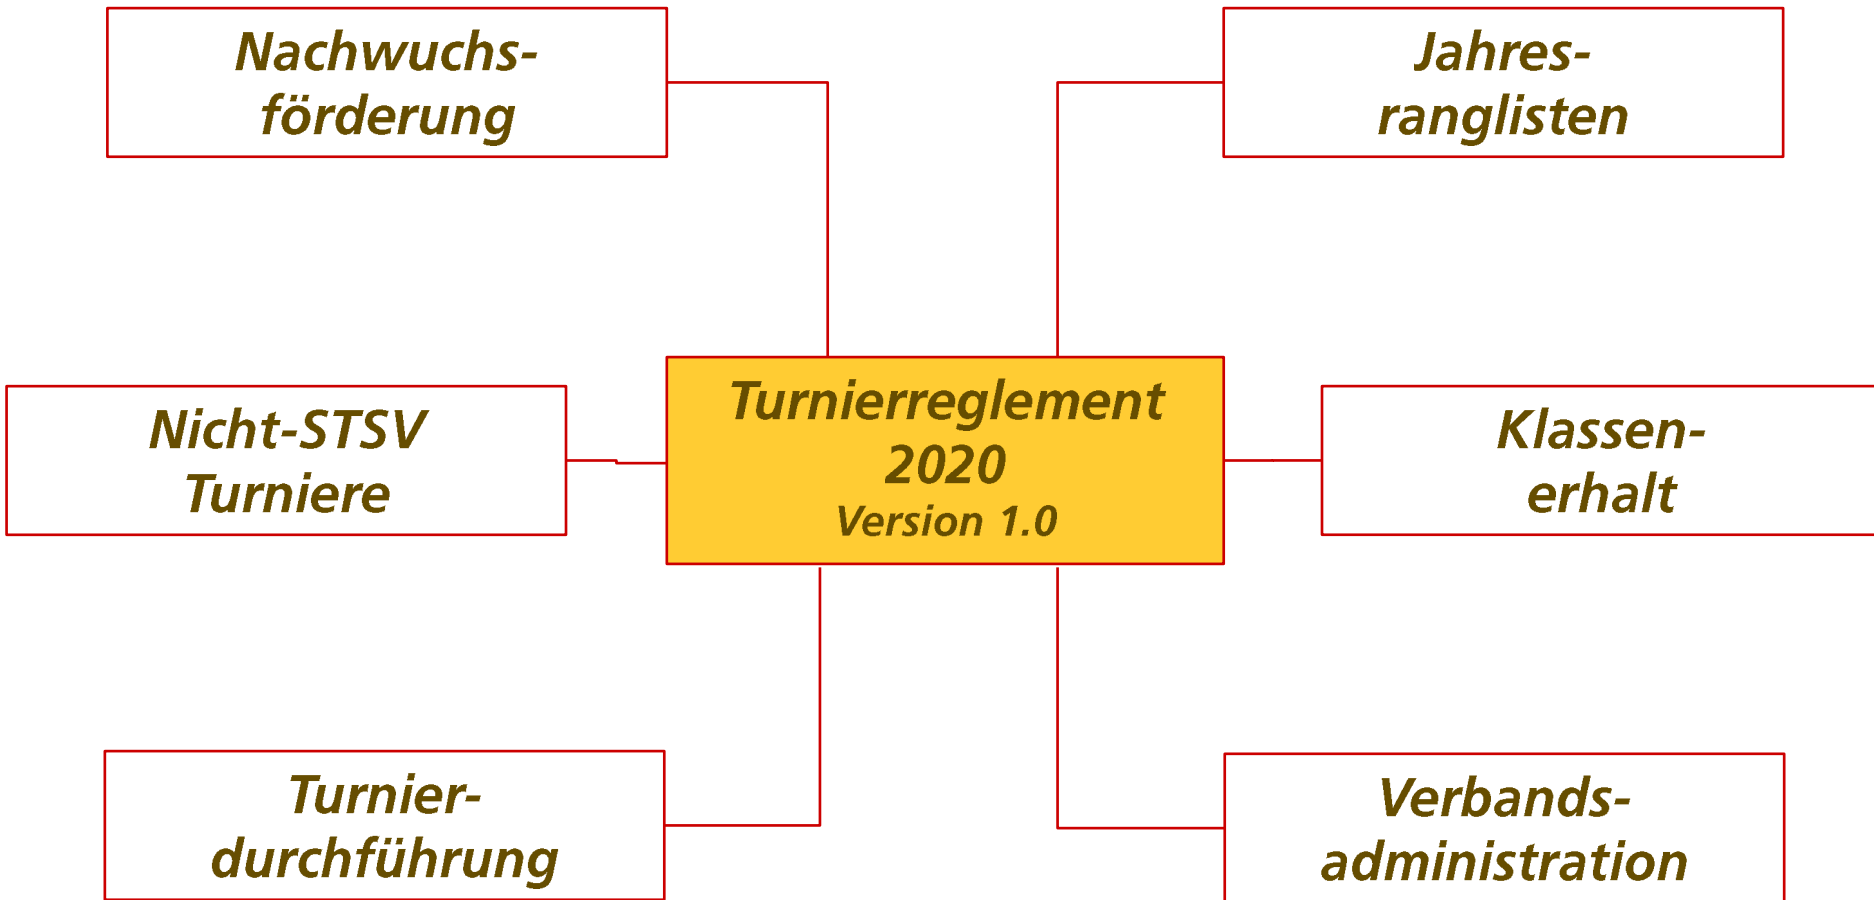 Nachwuchs-
förderung
Jahres-
ranglisten
Nicht-STSV
Turniere
Turnierreglement
2020
Version 1.0
Klassen-
erhalt
Turnier-
durchführung
Verbands-
administration